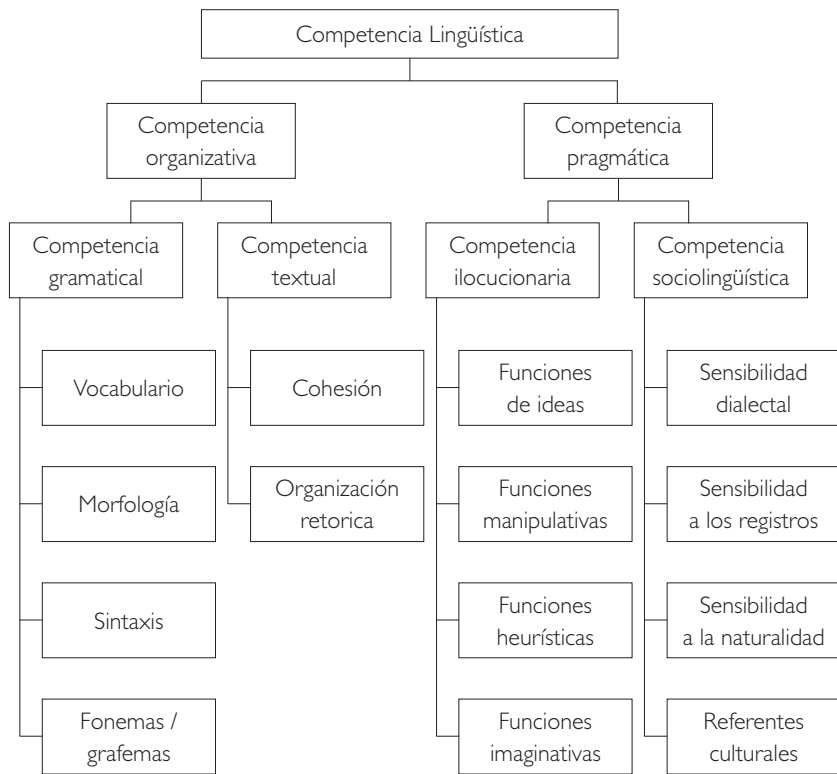 Competencia Lingüística
Competencia
organizativa
Competencia
pragmática
Competencia
gramatical
Competencia
textual
Competencia
ilocucionaria
Competencia
sociolingüística
Vocabulario
Cohesión
Funciones
de ideas
Sensibilidad
dialectal
Morfología
Organización
retorica
Funciones
manipulativas
Sensibilidad
a los registros
Sintaxis
Funciones
heurísticas
Sensibilidad
a la naturalidad
Fonemas /
grafemas
Funciones
imaginativas
Referentes
culturales